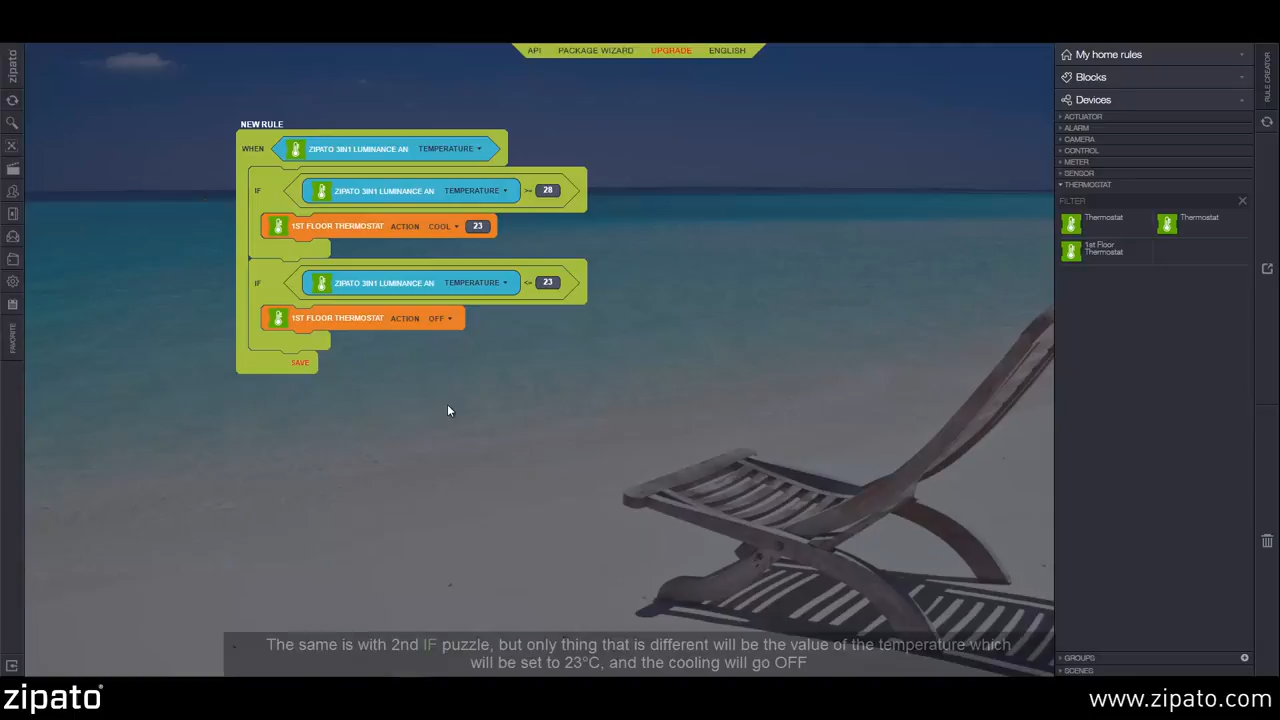 zipato
API PACKAGE WIZARD UPGRADE ENGLISH
My home rules
Blocks
Devices
RULE CREATOR
ACTUATOR
ALARM
CAMERA
CONTROL
METER
SENSOR
THERMOSTAT
FILTER
Thermostat Thermostat
1st Floor
Thermostat
NEW RULE
WHEN ZIPATO 3IN1 LUMINANCE AN TEMPERATURE
IF ZIPATO 3IN1 LUMINANCE AN TEMPERATURE >= 28
1ST FLOOR THERMOSTAT ACTION COOL 23
IF ZIPATO 3IN1 LUMINANCE AN TEMPERATURE <= 23
1ST FLOOR THERMOSTAT ACTION OFF
SAVE
FAVORITE
The same is with 2nd IF puzzle, but only thing that is different will be the value of the temperature which
will be set to 23°C, and the cooling will go OFF
GROUPS
SCENES
zipato®
www.zipato.com